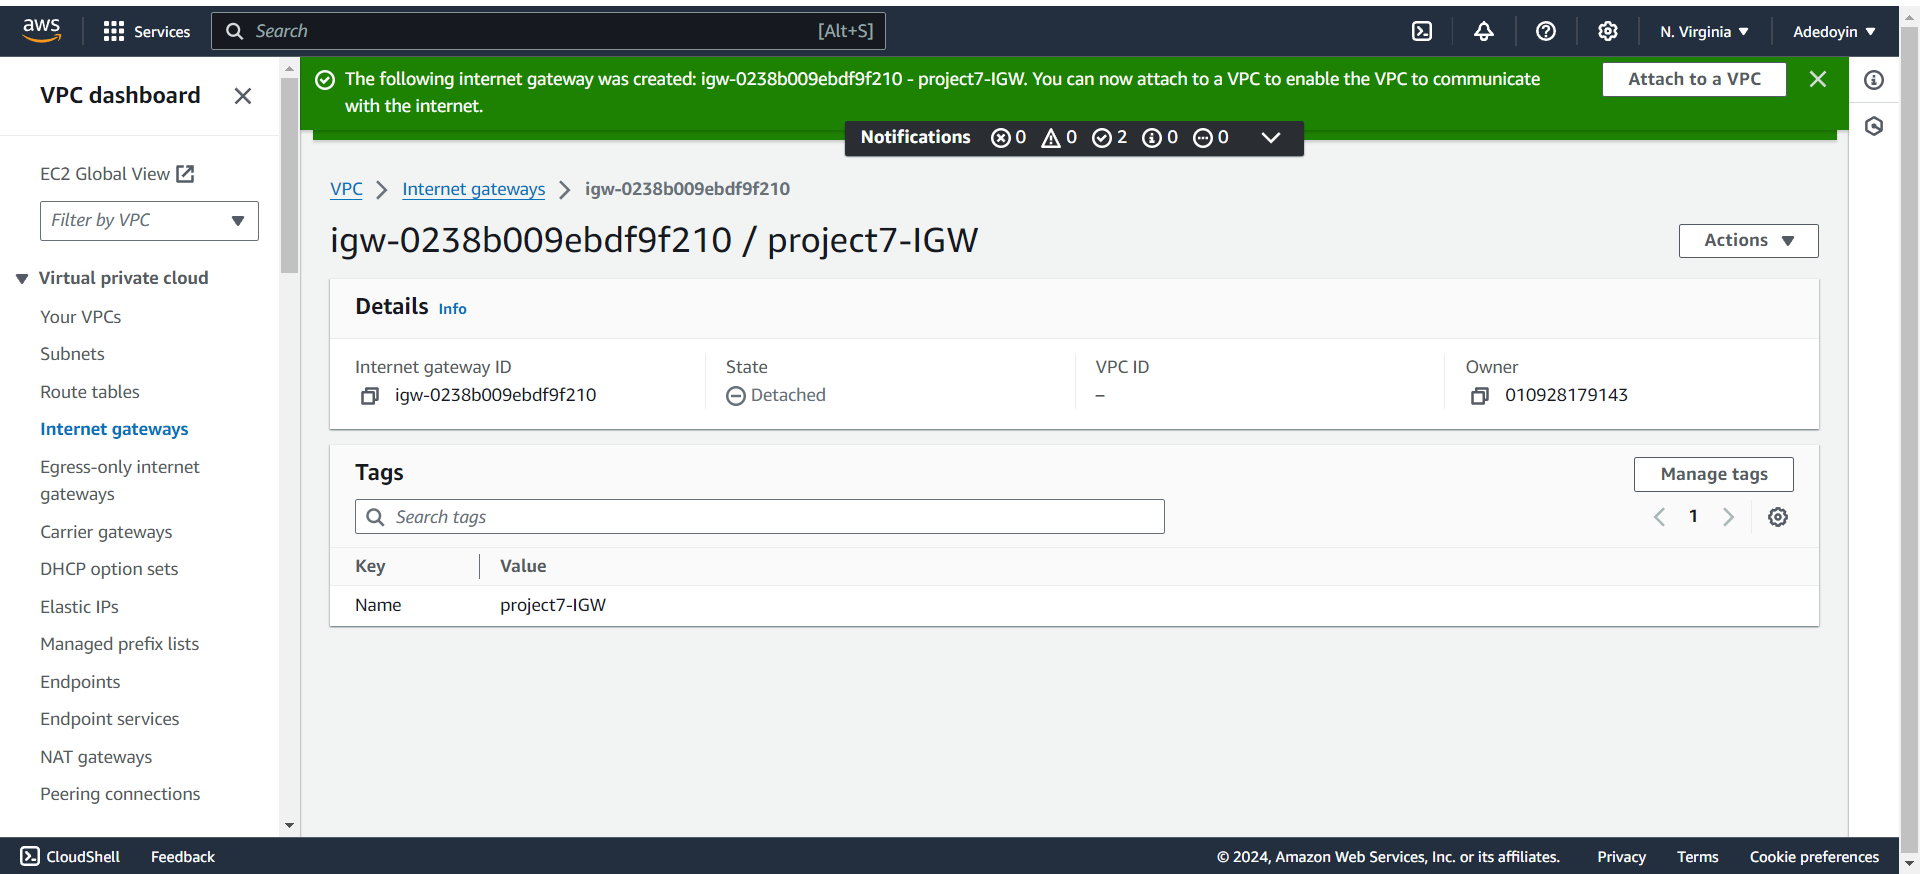 aws
Services
Search
[Alt+S]
N. Virginia
Adedoyin
VPC dashboard
EC2 Global View
Filter by VPC
Virtual private cloud
Your VPCs
Subnets
Route tables
Internet gateways
Egress-only internet
gateways
Carrier gateways
DHCP option sets
Elastic IPs
Managed prefix lists
Endpoints
Endpoint services
NAT gateways
Peering connections
The following internet gateway was created: igw-0238b009ebdf9f210 - project7-IGW. You can now attach to a VPC to enable the VPC to communicate
with the internet.
Attach to a VPC
Notifications 0 0 2 0 0
VPC
Internet gateways
igw-0238b009ebdf9f210
igw-0238b009ebdf9f210 / project7-IGW
Actions
Details Info
Internet gateway ID
igw-0238b009ebdf9f210
State
Detached
VPC ID
–
Owner
010928179143
Tags
Manage tags
Search tags
1
Key Value
Name project7-IGW
CloudShell
Feedback
© 2024, Amazon Web Services, Inc. or its affiliates.
Privacy
Terms
Cookie preferences